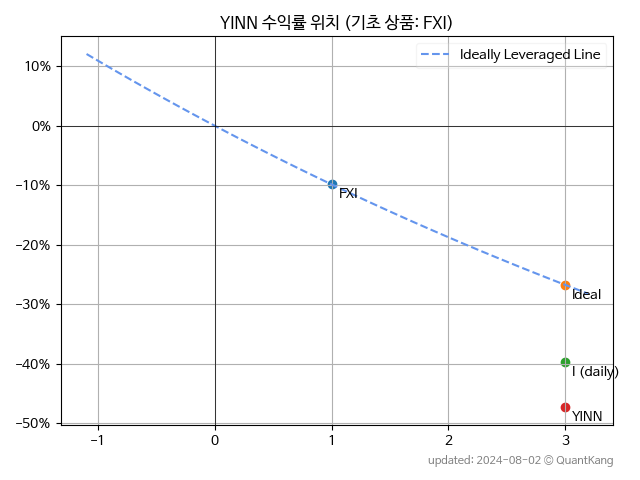 YINN 수익률 위치 (기초 상품: FXI)
Ideally Leveraged Line
10%
0%
−10%
FXI
−20%
−30%
Ideal
−40%
I (daily)
−50%
YINN
−1 0 1 2 3
updated: 2024-08-02 © QuantKang